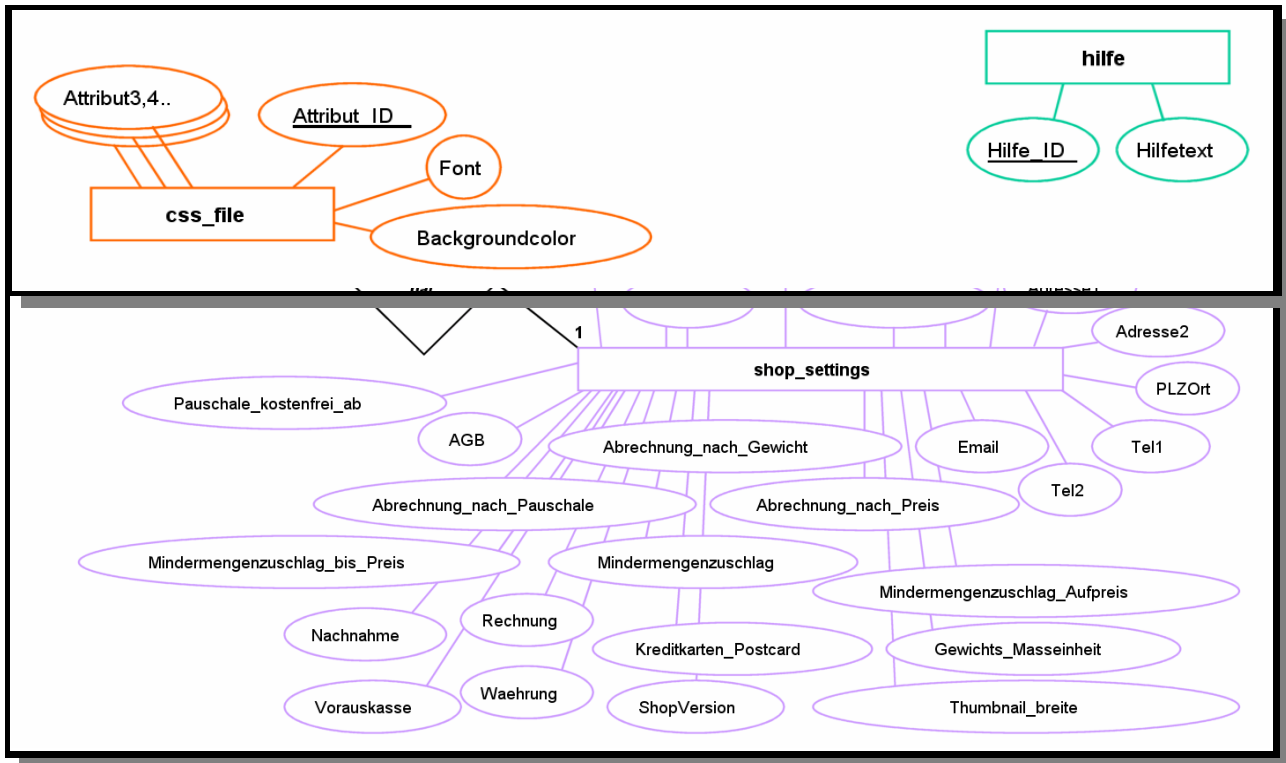 hilfe
Attribut3,4..
Attribut_ID
Font
Hilfe_ID
Hilfetext
css_file
Backgroundcolor
1
Adresse2
shop_settings
Pauschale_kostenfrei_ab
PLZOrt
AGB
Abrechnung_nach_Gewicht
Email
Tel1
Tel2
Abrechnung_nach_Pauschale
Abrechnung_nach_Preis
Mindermengenzuschlag_bis_Preis
Mindermengenzuschlag
Mindermengenzuschlag_Aufpreis
Nachnahme
Rechnung
Kreditkarten_Postcard
Gewichts_Masseinheit
Vorauskasse
Waehrung
ShopVersion
Thumbnail_breite